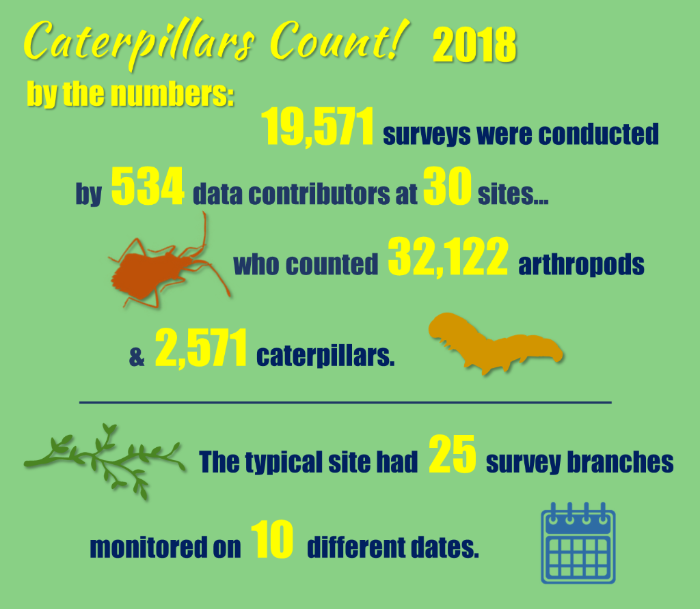 Caterpillars Count! 2018
by the numbers:
19,571 surveys were conducted
by 534 data contributors at 30 sites...
who counted 32,122 arthropods
& 2,571 caterpillars.
The typical site had 25 survey branches
monitored on 10 different dates.